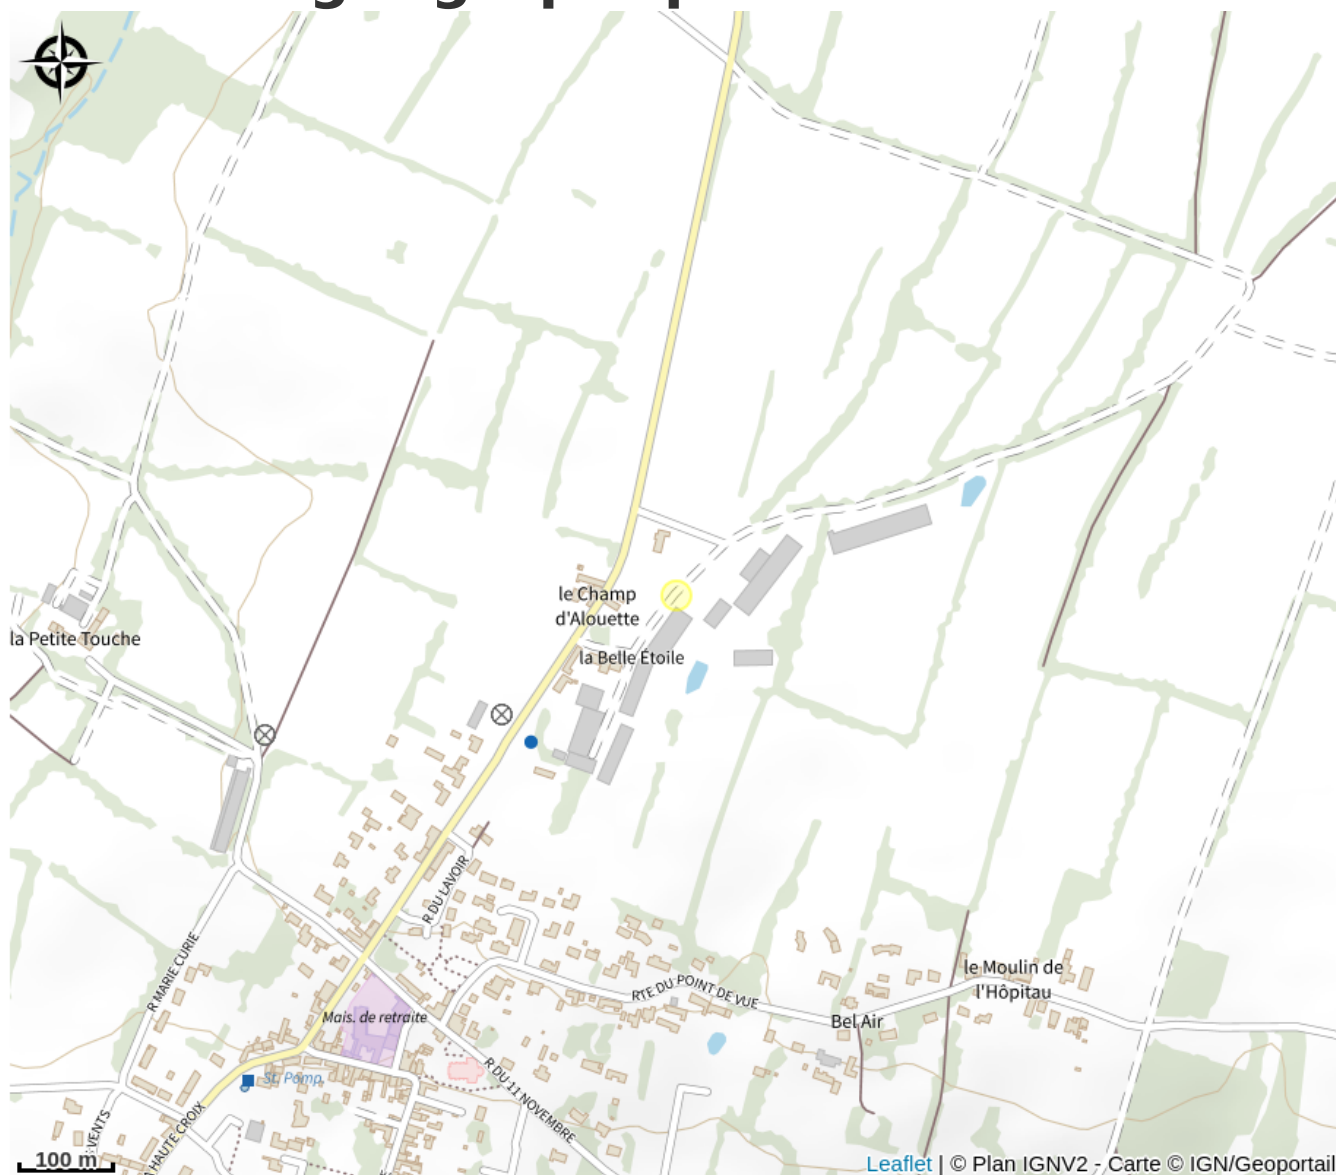 le Champ
d'Alouette
la Belle Étoile
la Petite Touche
R DU LAVOIR
R MARIE CURIE
le Moulin de
l'Hôpitau
RTE DU POINT DE VUE
Bel Air
Mais. de retraite
St. Pomp.
R DU 11 NOVEMBRE
HAUTE CROIX
VENTS
100 m
Leaflet | © Plan IGNV2 - Carte © IGN/Geoportail